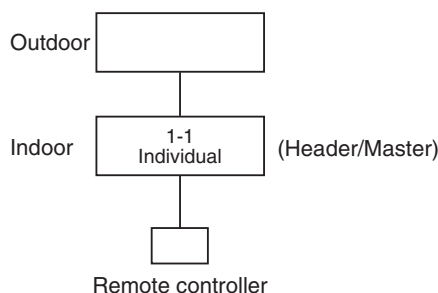 Outdoor
1-1
Indoor
Individual
(Header/Master)
Remote controller